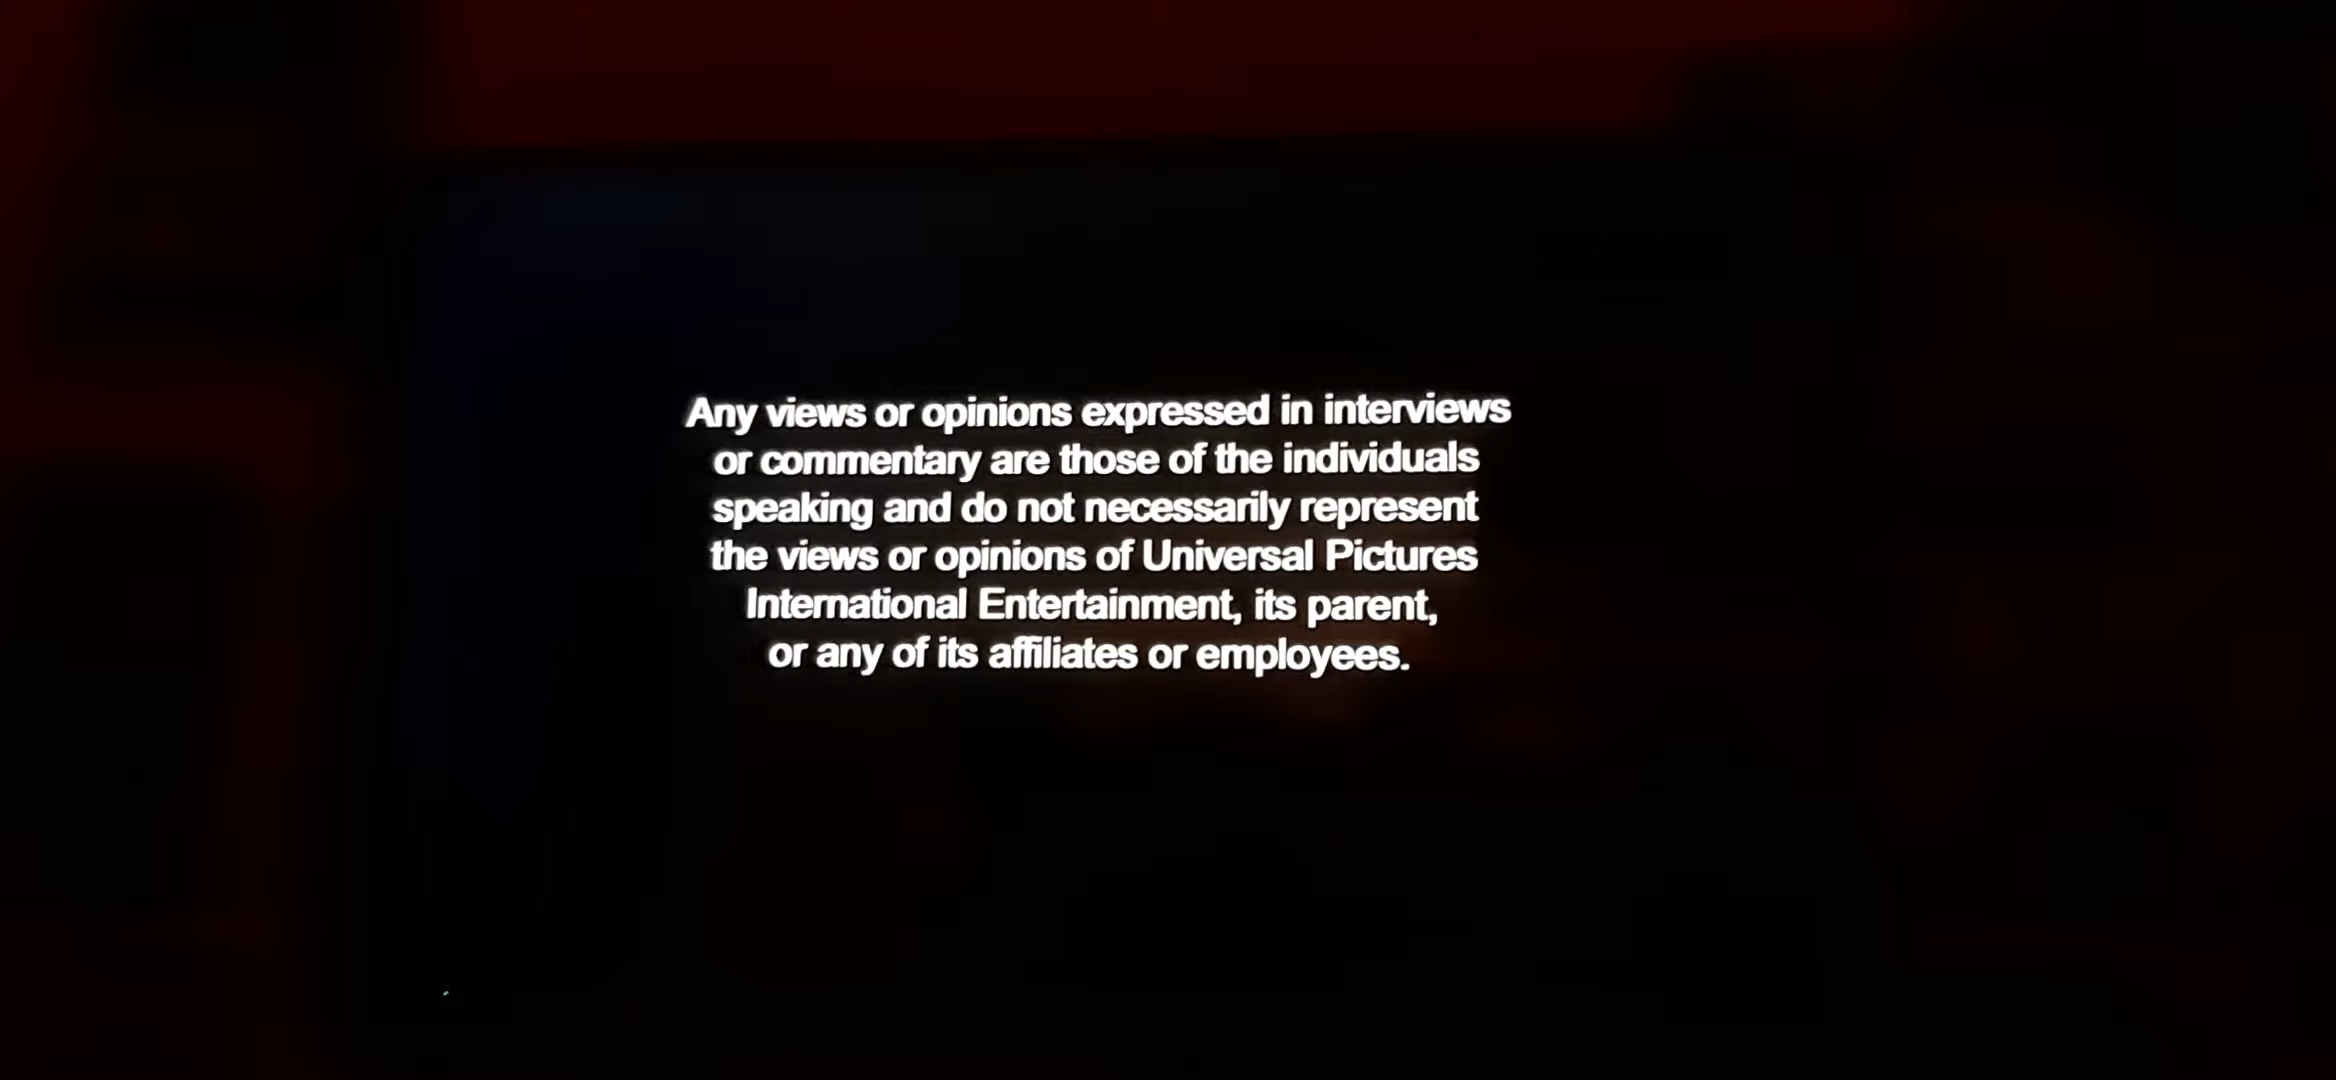 Any views or opinions expressed in interviews
or commentary are those of the individuals
speaking and do not necessarily represent
the views or opinions of Universal Pictures
International Entertainment, its parent,
or any of its affiliates or employees.